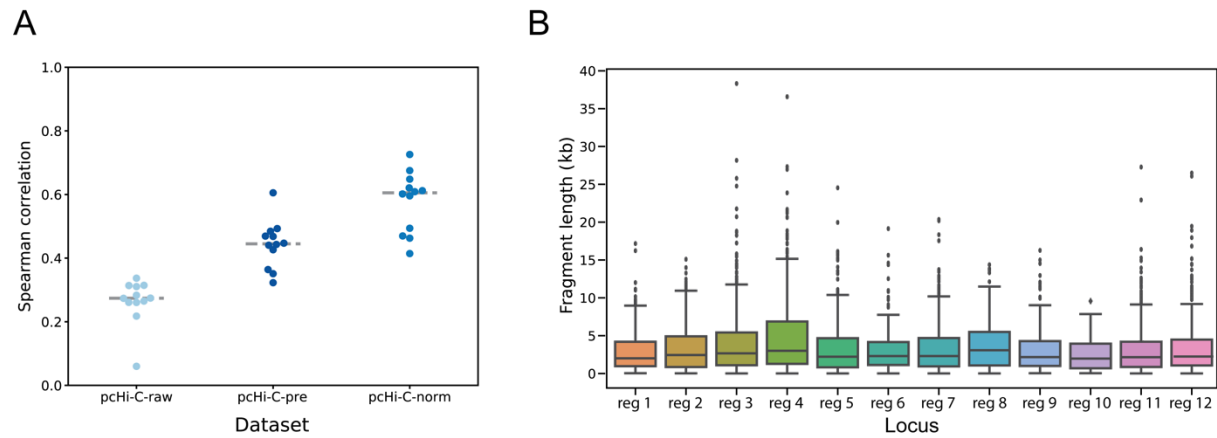 A
B
1.0
0.8
0.6
0.4
0.2
0.0
Spearman correlation
pcHi-C-raw
pcHi-C-pre
pcHi-C-norm
Dataset
40
35
30
25
20
15
10
5
0
Fragment length (kb)
reg 1
reg 2
reg 3
reg 4
reg 5
reg 6
reg 7
reg 8
reg 9
reg 10
reg 11
reg 12
Locus